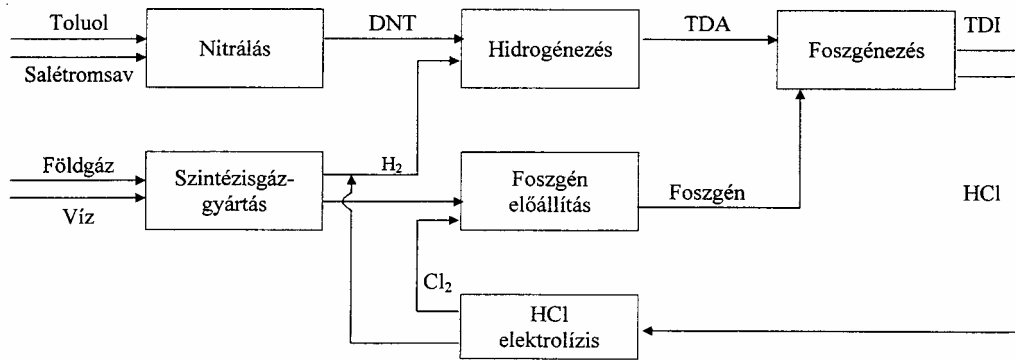 Toluol
Salétromsav
Nitrálás
DNT
Hidrogénezés
TDA
Foszgénezés
TDI
Földgáz
Víz
Szintézisgáz-
gyártás
H₂
Foszgén
előállítás
Foszgén
HCl
Cl₂
HCl
elektrolízis